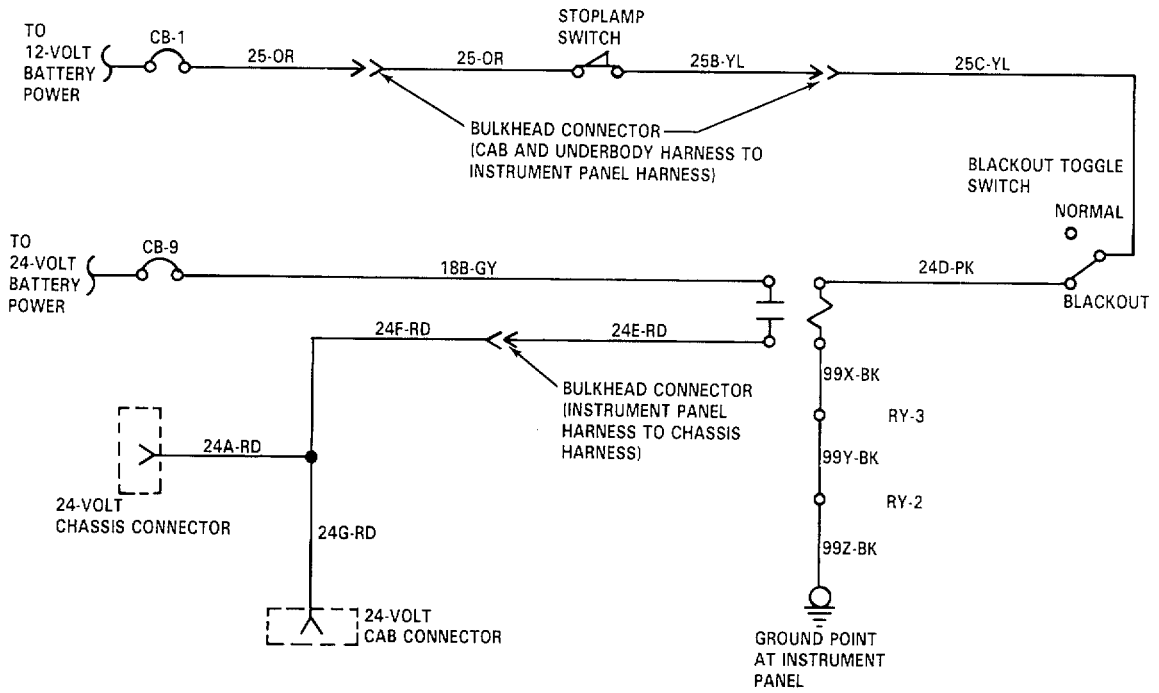 TO
12-VOLT
BATTERY
POWER
CB-1
25-OR
25-OR
STOPLAMP
SWITCH
25B-YL
25C-YL
BULKHEAD CONNECTOR
(CAB AND UNDERBODY HARNESS TO
INSTRUMENT PANEL HARNESS)
BLACKOUT TOGGLE
SWITCH
NORMAL
BLACKOUT
TO
24-VOLT
BATTERY
POWER
CB-9
18B-GY
24D-PK
24F-RD
24E-RD
BULKHEAD CONNECTOR
(INSTRUMENT PANEL
HARNESS TO CHASSIS
HARNESS)
99X-BK
RY-3
99Y-BK
RY-2
99Z-BK
24A-RD
24-VOLT
CHASSIS CONNECTOR
24G-RD
24-VOLT
CAB CONNECTOR
GROUND POINT
AT INSTRUMENT
PANEL